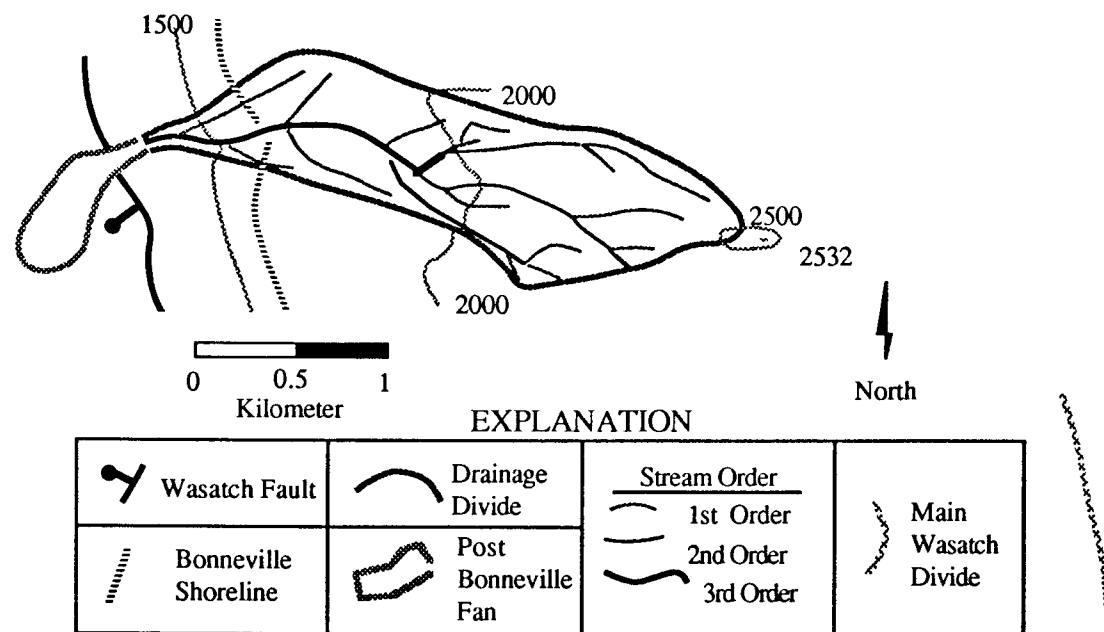 1500
2000
2500
2532
2000
0 0.5 1
Kilometer
North
EXPLANATION
Wasatch Fault
Drainage
Divide
Stream Order
1st Order
2nd Order
3rd Order
Main
Wasatch
Divide
Bonneville
Shoreline
Post
Bonneville
Fan